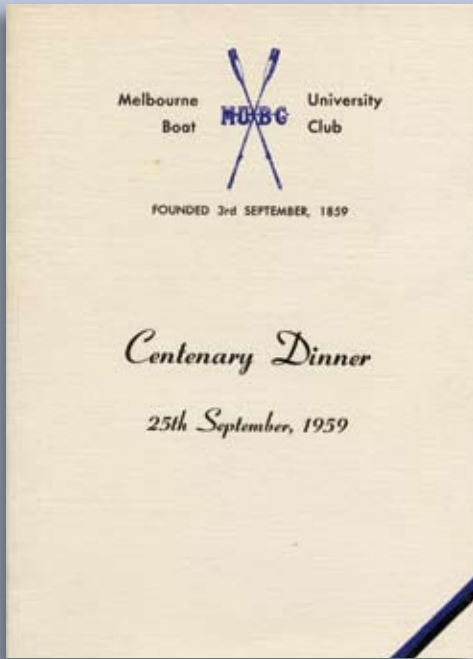 Melbourne University
MUBC
Boat Club
FOUNDED 3rd SEPTEMBER, 1859
Centenary Dinner
25th September, 1959